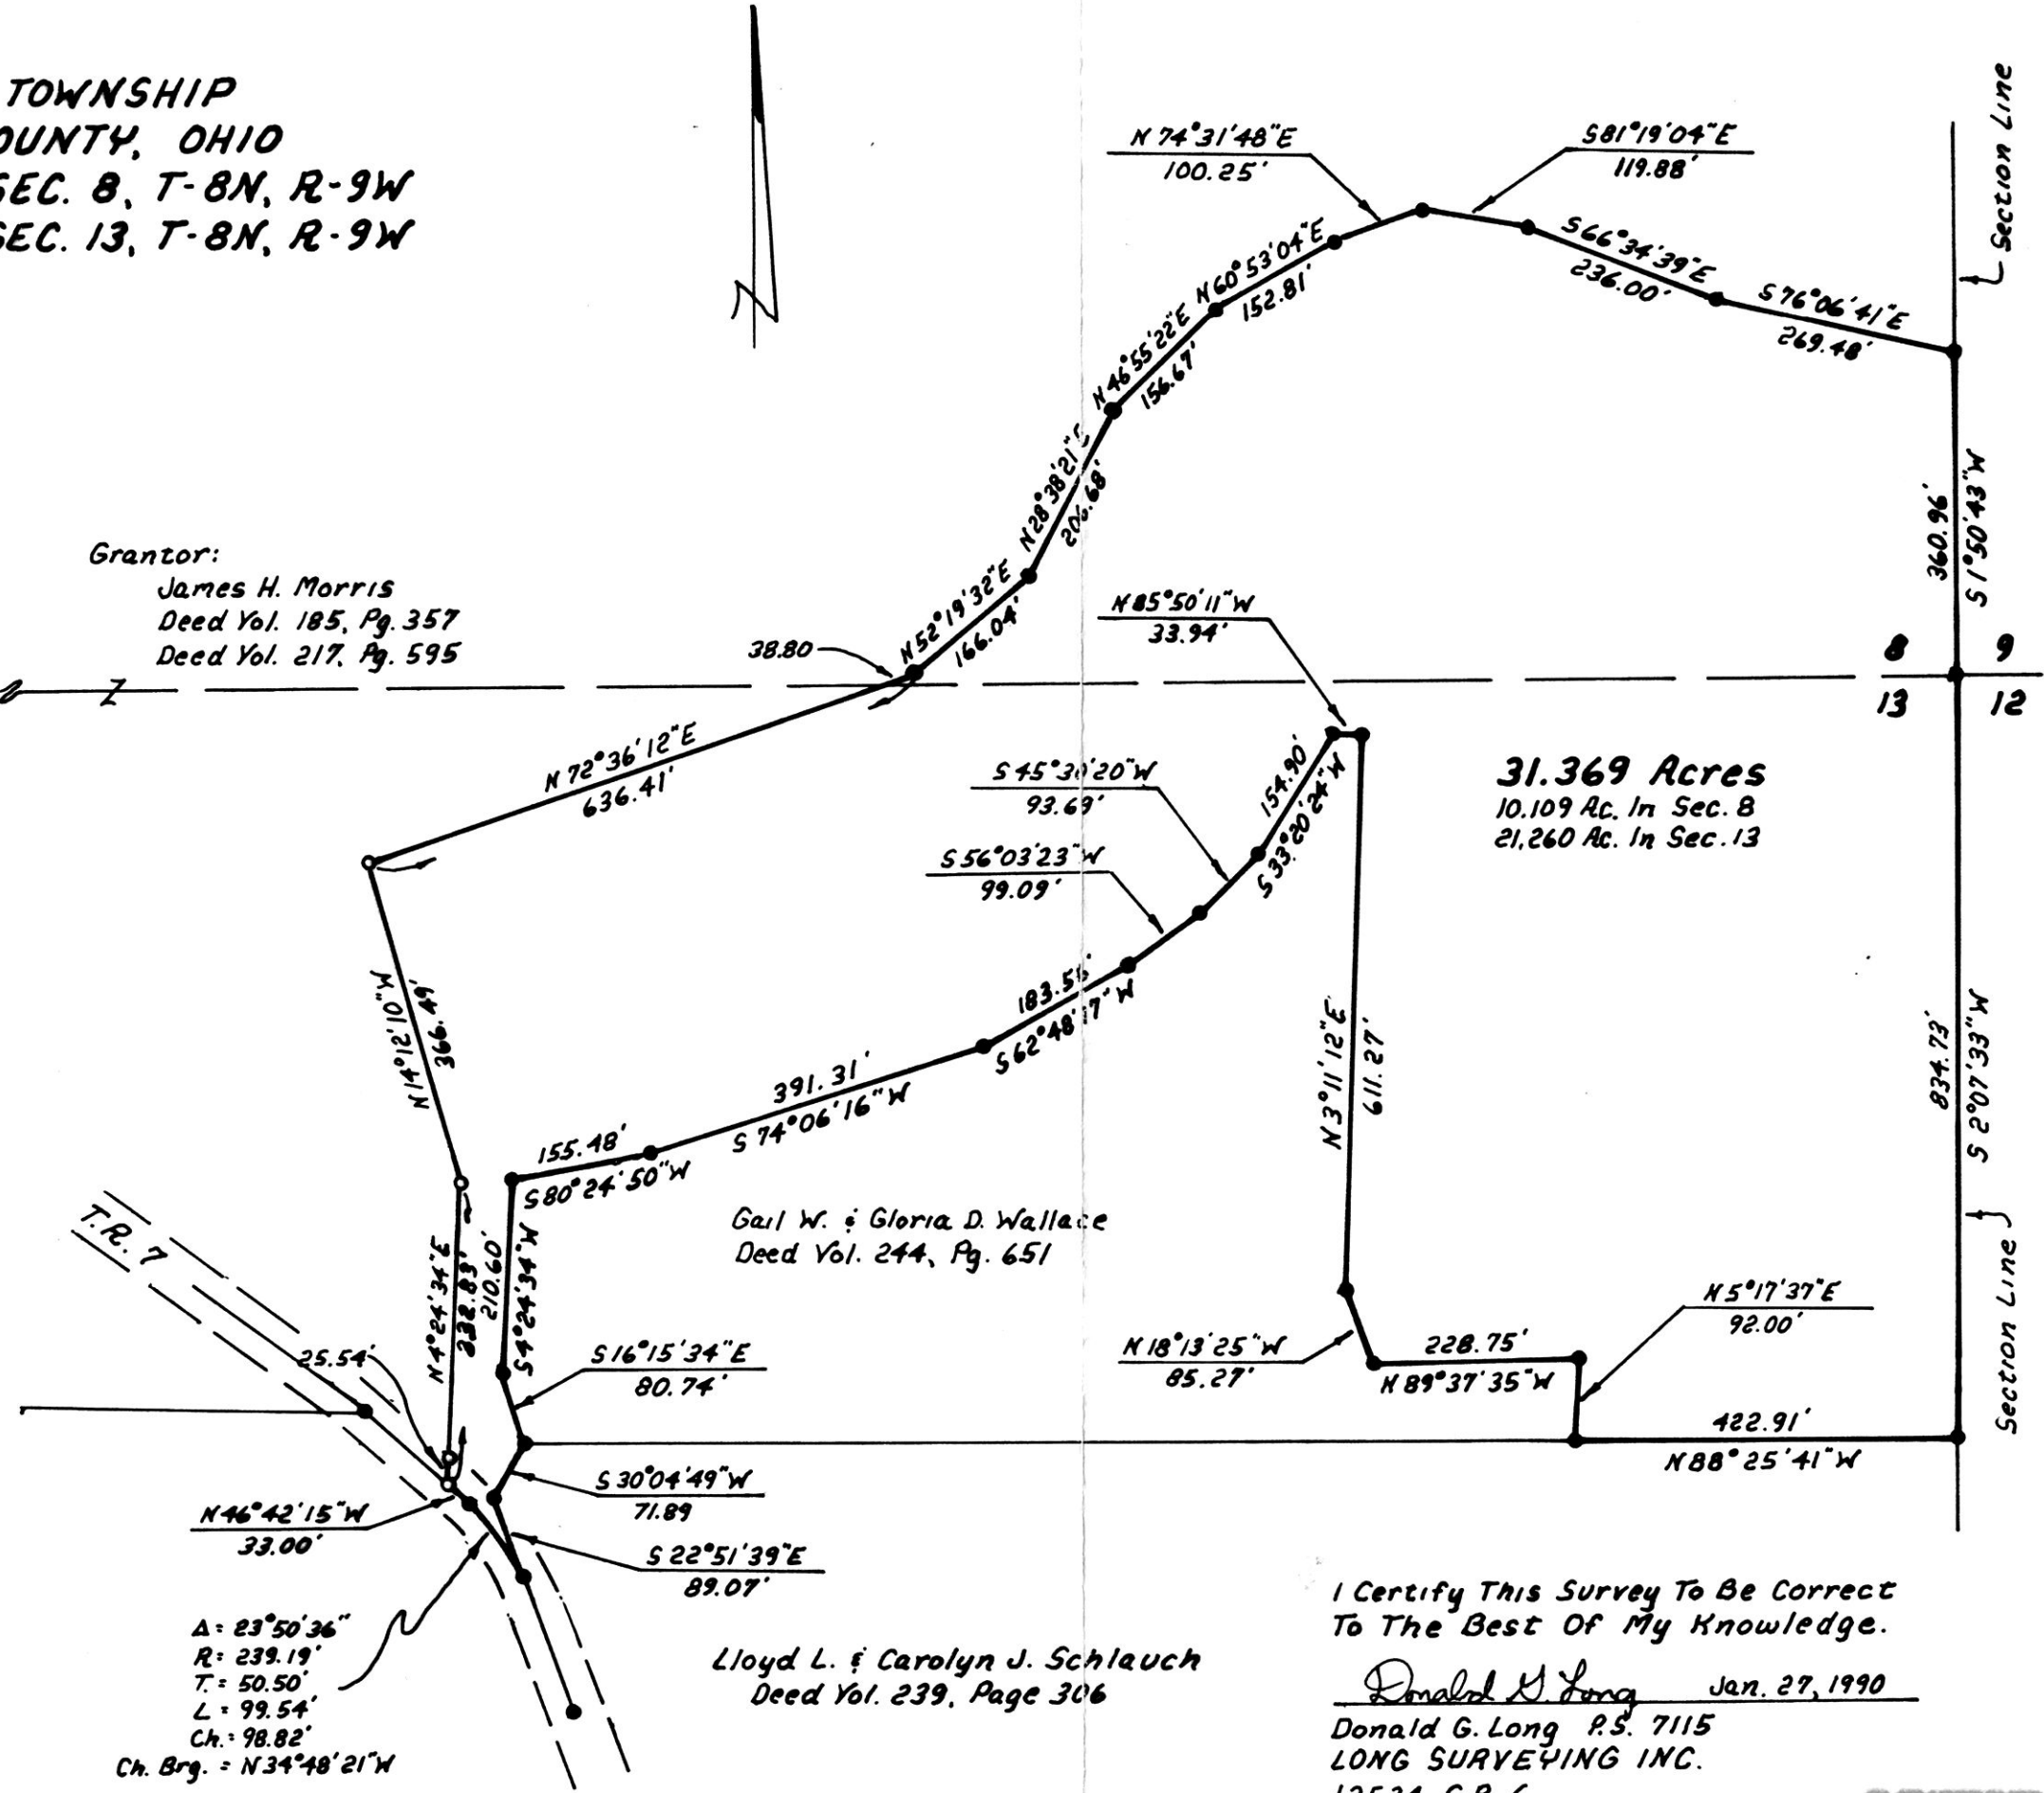 TOWNSHIP
OUNTY, OHIO
SEC. 8, T-8N, R-9W
SEC. 13, T-8N, R-9W
N 74°31'48"E
100.25'
S81°19'04"E
119.88'
Section Line
S66°34'39"E
236.00'
S76°06'41"E
269.48'
N60°53'04"E
152.81'
N46°55'22"E
156.67'
N28°38'21"E
206.68'
N52°19'32"E
166.04'
38.80
360.96'
S1°50'43"W
Grantor:
James H. Morris
Deed Vol. 185, Pg. 357
Deed Vol. 217, Pg. 595
N85°50'11"W
33.94'
8 9
13 12
N 72°36'12"E
636.41'
S 45°30'20"W
93.69'
154.90'
S33°20'24"W
31.369 Acres
10.109 Ac. In Sec. 8
21.260 Ac. In Sec. 13
S56°03'23"W
99.09'
N14°21'01"W
366.49'
183.5
S62°48'17"W
391.31'
S 74°06'16"W
155.48'
S80°24'50"W
N3°11'12"E
611.27'
834.73'
S2°07'33"W
T.R. 7
Gail W. & Gloria D. Wallace
Deed Vol. 244, Pg. 651
N4°24'34"E
232.83'
210.60'
S4°24'34"W
25.54'
S16°15'34"E
80.74'
N18°13'25"W
85.27'
228.75'
N89°37'35"W
N5°17'37"E
92.00'
Section Line
422.91'
N88°25'41"W
S30°04'49"W
71.89
N46°42'15"W
33.00'
S22°51'39"E
89.07'
Δ= 23°50'36"
R= 239.19'
T.= 50.50'
L = 99.54'
Ch.= 98.82'
Ch. Brg. = N34°48'21"W
Lloyd L. & Carolyn J. Schlauch
Deed Vol. 239, Page 306
I Certify This Survey To Be Correct
To The Best Of My Knowledge.
Donald G. Long Jan. 27, 1990
Donald G. Long P.S. 7115
LONG SURVEYING INC.